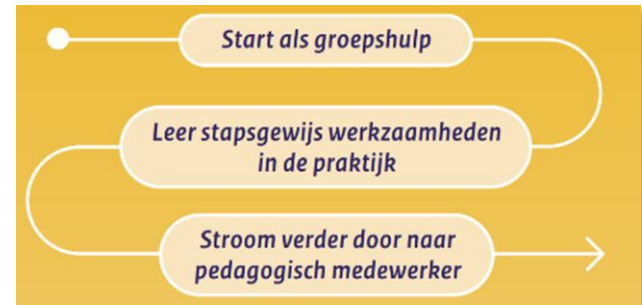 Start als groepshulp
Leer stapsgewijs werkzaamheden
in de praktijk
Stroom verder door naar
pedagogisch medewerker